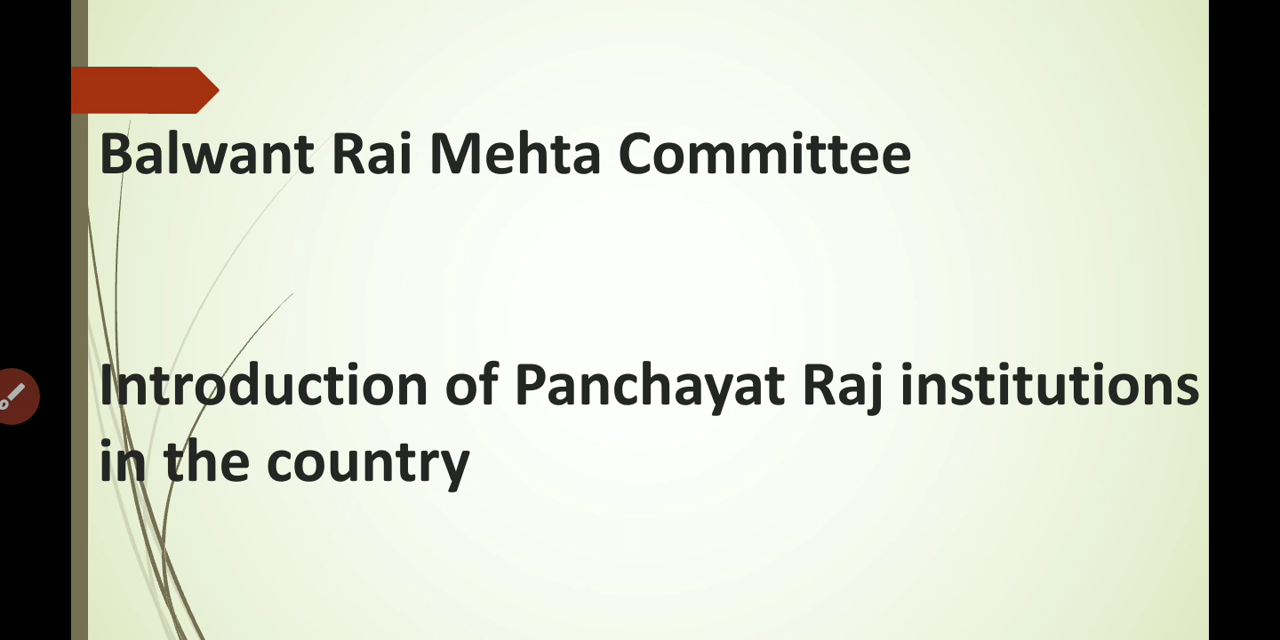 Balwant Rai Mehta Committee
Introduction of Panchayat Raj institutions
in the country